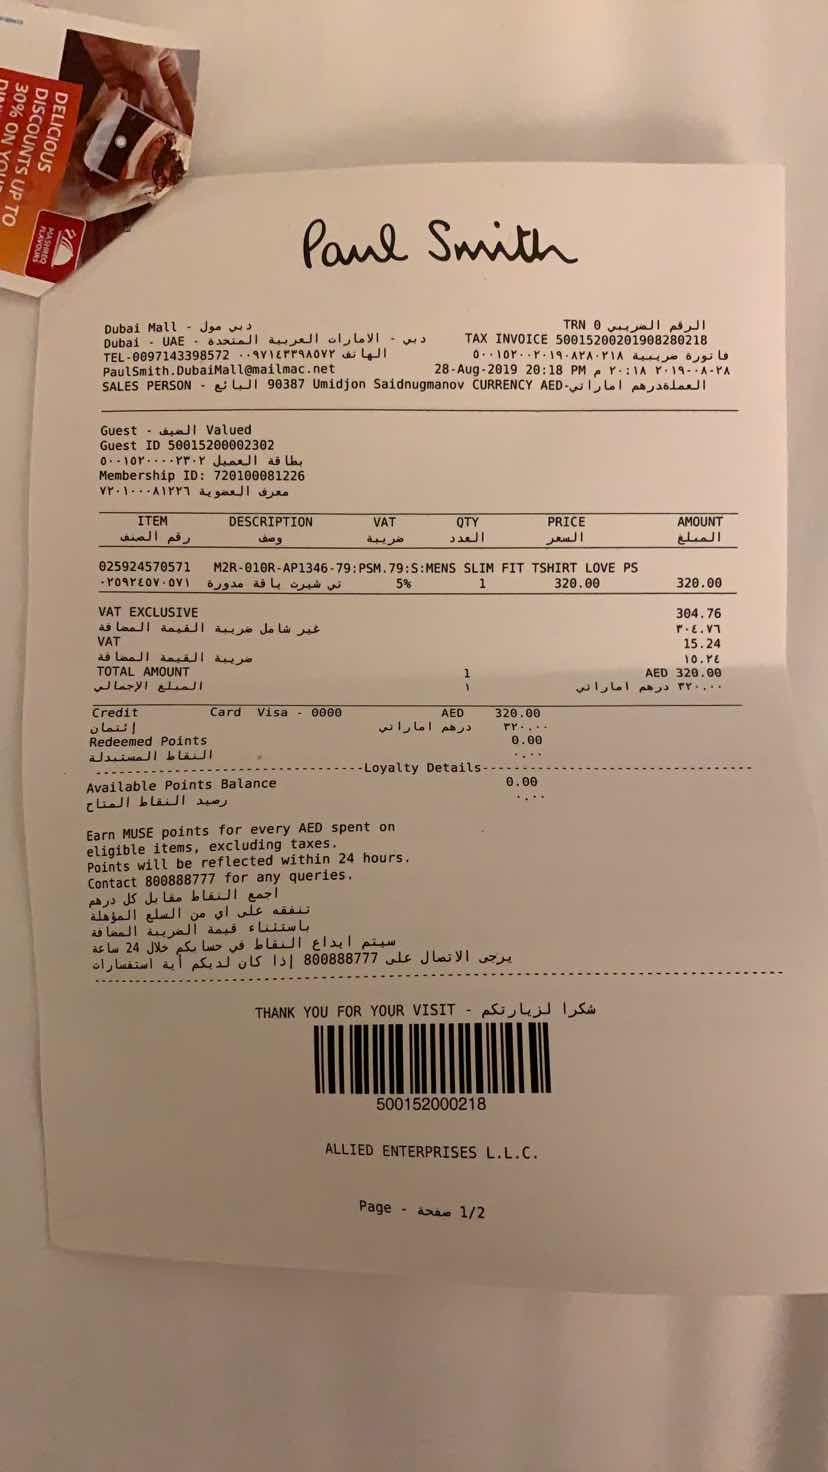 DELICIOUS
DISCOUNTS UP TO
30% ON YOUR
MASHREQ
FLAVOURS
Paul Smith
Dubai Mall - دبي مول
الرقم الضريبي TRN 0
Dubai - UAE - دبي - الامارات العربية المتحدة
TAX INVOICE 50015200201908280218
TEL-0097143398572 الهاتف ٠٠٩٧١٤٣٣٩٨٥٧٢
فاتورة ضريبية ٥٠٠١٥٢٠٠٢٠١٩٠٨٢٨٠٢١٨
PaulSmith.DubaiMall@mailmac.net
28-Aug-2019 20:18 PM ٢٠١٩-٠٨-٢٨ ٢٠:١٨ م
SALES PERSON - البائع 90387 Umidjon Saidnugmanov CURRENCY AED-العملةدرهم اماراتي
Guest - الضيف Valued
Guest ID 50015200002302
بطاقة العميل ٥٠٠١٥٢٠٠٠٠٢٣٠٢
Membership ID: 720100081226
معرف العضوية ٧٢٠١٠٠٠٨١٢٢٦
ITEM DESCRIPTION VAT QTY PRICE AMOUNT
رقم الصنف وصف ضريبة العدد السعر المبلغ
025924570571 M2R-010R-AP1346-79:PSM.79:S:MENS SLIM FIT TSHIRT LOVE PS
٠٢٥٩٢٤٥٧٠٥٧١ تي شيرت ياقة مدورة 5% 1 320.00 320.00
VAT EXCLUSIVE 304.76
غير شامل ضريبة القيمة المضافة ٣٠٤.٧٦
VAT 15.24
ضريبة القيمة المضافة ١٥.٢٤
TOTAL AMOUNT 1 AED 320.00
المبلغ الإجمالي ١ ٣٢٠.٠٠ درهم اماراتي
Credit Card Visa - 0000 AED 320.00
إئتمان درهم اماراتي ٣٢٠.٠٠
Redeemed Points 0.00
النقاط المستبدلة ٠.٠٠
Loyalty Details
Available Points Balance 0.00
رصيد النقاط المتاح ٠.٠٠
Earn MUSE points for every AED spent on
eligible items, excluding taxes.
Points will be reflected within 24 hours.
Contact 800888777 for any queries.
اجمع النقاط مقابل كل درهم
تنفقه على اي من السلع المؤهلة
باستثناء قيمة الضريبة المضافة
سيتم ايداع النقاط في حسابكم خلال 24 ساعة
يرجى الاتصال على 800888777 إذا كان لديكم أية استفسارات
THANK YOU FOR YOUR VISIT - شكرا لزيارتكم
500152000218
ALLIED ENTERPRISES L.L.C.
Page - صفحة 1/2